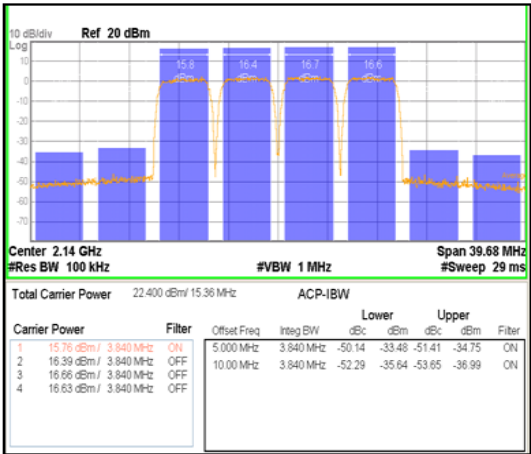 10 dB/div Ref 20 dBm
Log
10
0
-10
-20
-30
-40
-50
-60
-70
15.8 dBm 16.4 dBm 16.7 dBm 16.6 dBm
Center 2.14 GHz Span 39.68 MHz
#Res BW 100 kHz #VBW 1 MHz #Sweep 29 ms
Total Carrier Power 22.400 dBm/ 15.36 MHz ACP-IBW
Lower Upper
Carrier Power Filter Offset Freq Integ BW dBc dBm dBc dBm Filter
1 15.76 dBm / 3.840 MHz ON 5.000 MHz 3.840 MHz -50.14 -33.48 -51.41 -34.75 ON
2 16.39 dBm / 3.840 MHz OFF 10.00 MHz 3.840 MHz -52.29 -35.64 -53.65 -36.99 ON
3 16.66 dBm / 3.840 MHz OFF
4 16.63 dBm / 3.840 MHz OFF